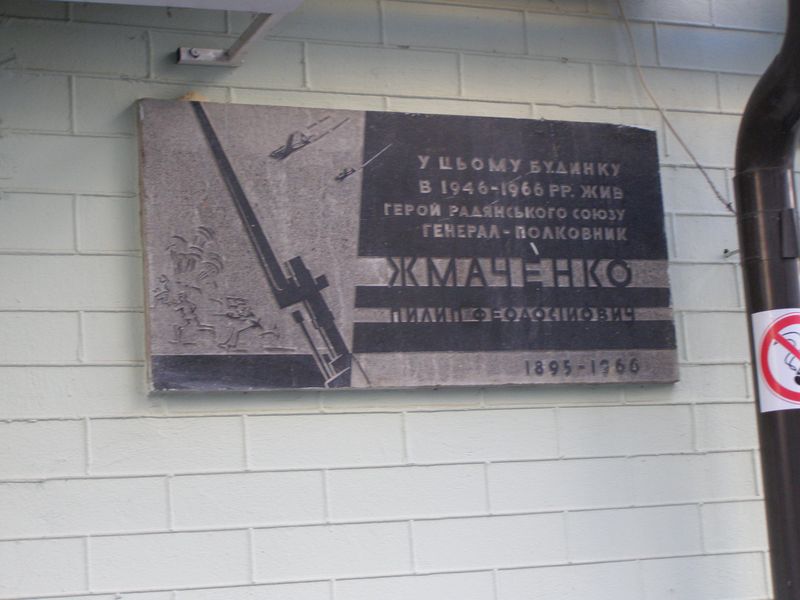 У ЦЬОМУ БУДИНКУ
В 1946-1966 РР. ЖИВ
ГЕРОЙ РАДЯНСЬКОГО СОЮЗУ
ГЕНЕРАЛ-ПОЛКОВНИК
ЖМАЧЕНКО
ПИЛИП ФЕОДОСІЙОВИЧ
1895-1966